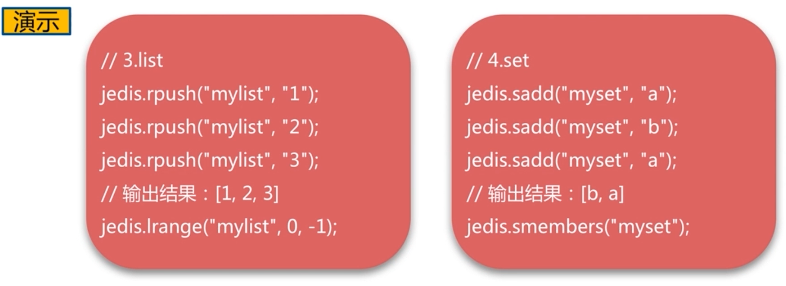 演示
// 3.list
jedis.rpush("mylist", "1");
jedis.rpush("mylist", "2");
jedis.rpush("mylist", "3");
// 输出结果：[1, 2, 3]
jedis.lrange("mylist", 0, -1);
// 4.set
jedis.sadd("myset", "a");
jedis.sadd("myset", "b");
jedis.sadd("myset", "a");
// 输出结果：[b, a]
jedis.smembers("myset");